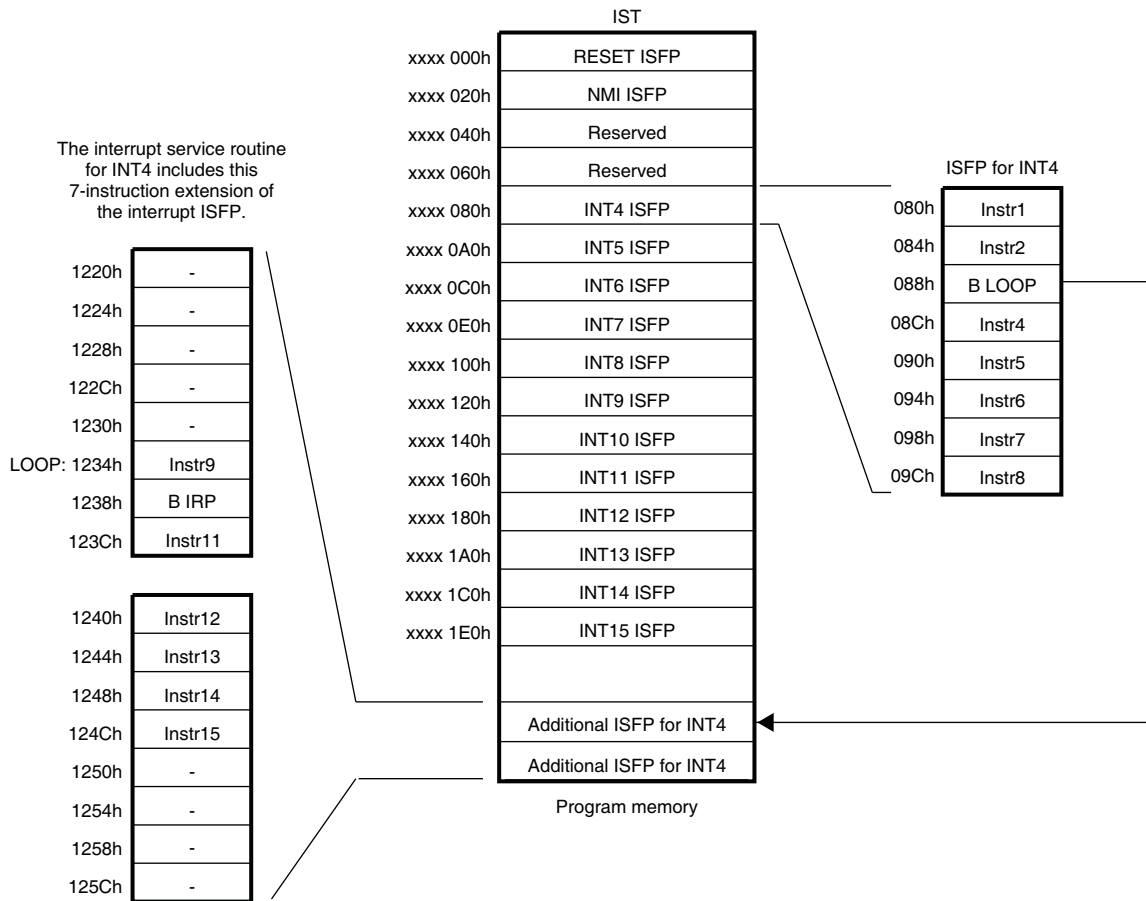 IST
xxxx 000h RESET ISFP
xxxx 020h NMI ISFP
xxxx 040h Reserved
xxxx 060h Reserved
xxxx 080h INT4 ISFP
xxxx 0A0h INT5 ISFP
xxxx 0C0h INT6 ISFP
xxxx 0E0h INT7 ISFP
xxxx 100h INT8 ISFP
xxxx 120h INT9 ISFP
xxxx 140h INT10 ISFP
xxxx 160h INT11 ISFP
xxxx 180h INT12 ISFP
xxxx 1A0h INT13 ISFP
xxxx 1C0h INT14 ISFP
xxxx 1E0h INT15 ISFP
Additional ISFP for INT4
Additional ISFP for INT4
Program memory
The interrupt service routine
for INT4 includes this
7-instruction extension of
the interrupt ISFP.
1220h -
1224h -
1228h -
122Ch -
1230h -
LOOP: 1234h Instr9
1238h B IRP
123Ch Instr11
1240h Instr12
1244h Instr13
1248h Instr14
124Ch Instr15
1250h -
1254h -
1258h -
125Ch -
ISFP for INT4
080h Instr1
084h Instr2
088h B LOOP
08Ch Instr4
090h Instr5
094h Instr6
098h Instr7
09Ch Instr8